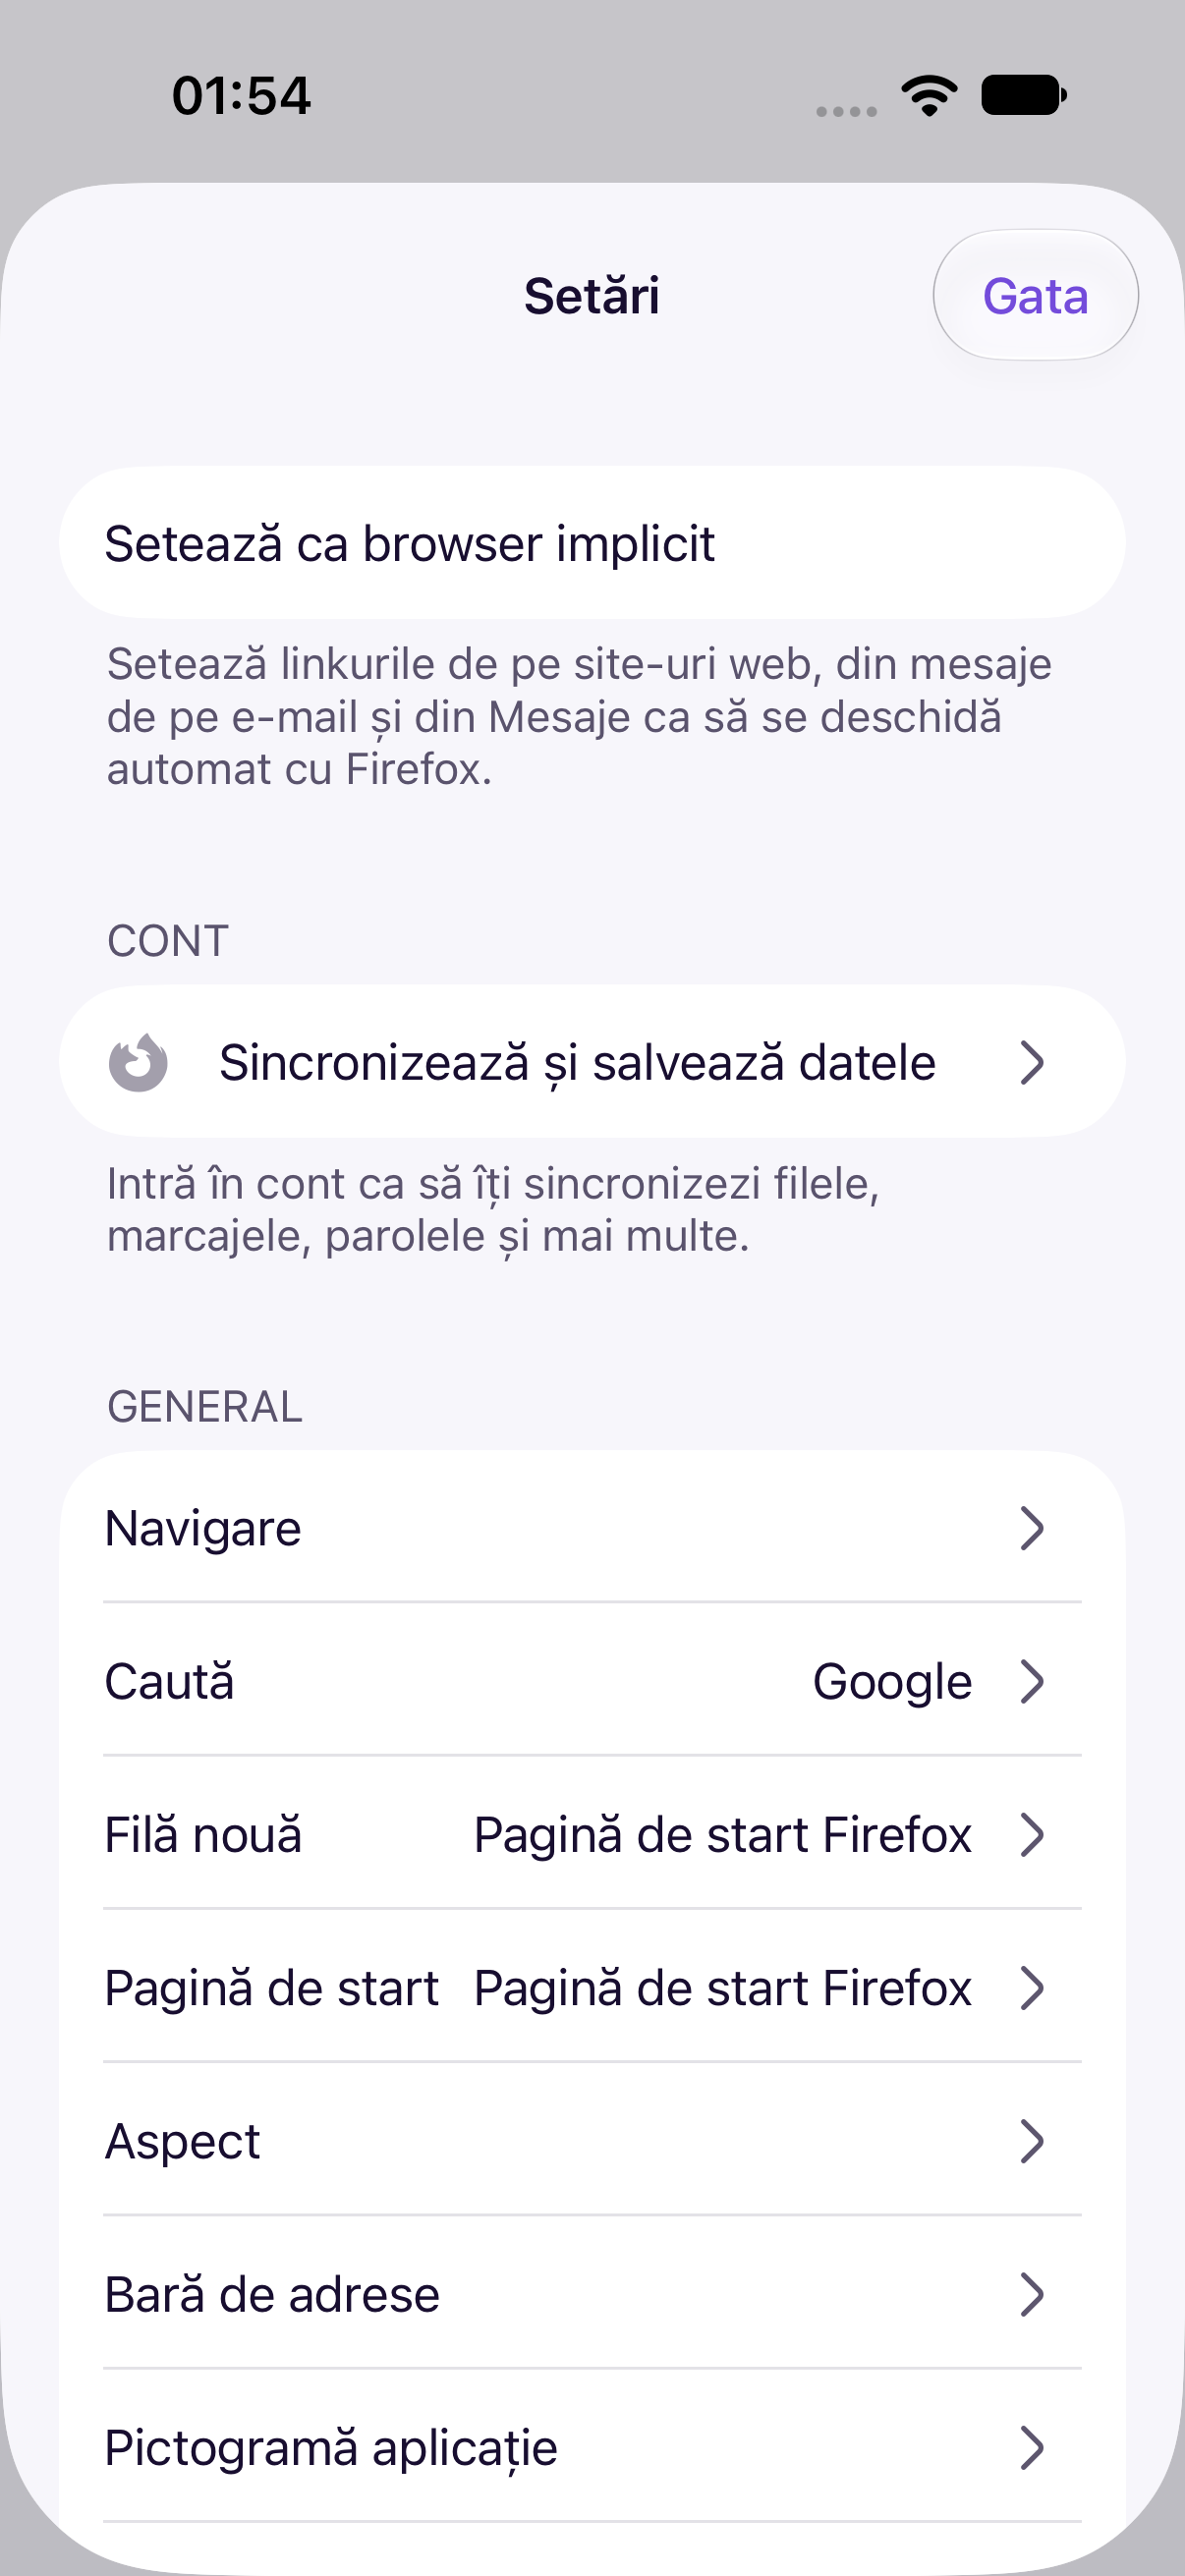 01:54
Setări
Gata
Setează ca browser implicit
Setează linkurile de pe site-uri web, din mesaje
de pe e-mail și din Mesaje ca să se deschidă
automat cu Firefox.
CONT
Sincronizează și salvează datele
Intră în cont ca să îți sincronizezi filele,
marcajele, parolele și mai multe.
GENERAL
Navigare
Caută Google
Filă nouă Pagină de start Firefox
Pagină de start Pagină de start Firefox
Aspect
Bară de adrese
Pictogramă aplicație